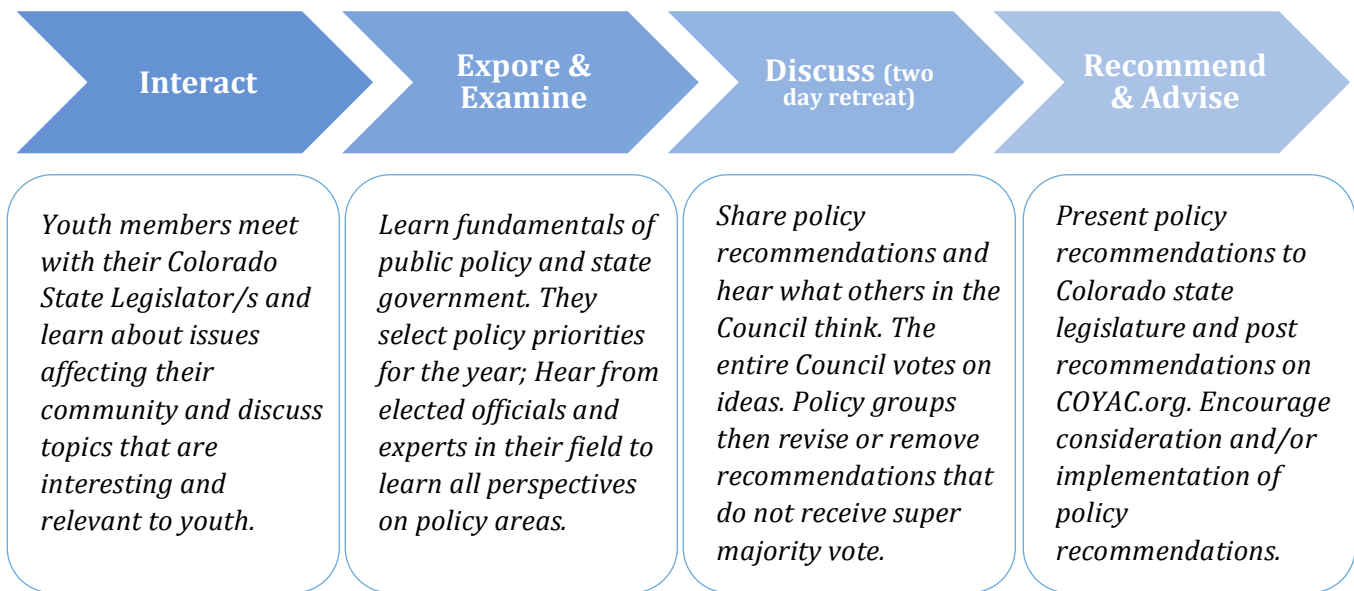 Interact
Expore &
Examine
Discuss (two
day retreat)
Recommend
& Advise
Youth members meet
with their Colorado
State Legislator/s and
learn about issues
affecting their
community and discuss
topics that are
interesting and
relevant to youth.
Learn fundamentals of
public policy and state
government. They
select policy priorities
for the year; Hear from
elected officials and
experts in their field to
learn all perspectives
on policy areas.
Share policy
recommendations and
hear what others in the
Council think. The
entire Council votes on
ideas. Policy groups
then revise or remove
recommendations that
do not receive super
majority vote.
Present policy
recommendations to
Colorado state
legislature and post
recommendations on
COYAC.org. Encourage
consideration and/or
implementation of
policy
recommendations.